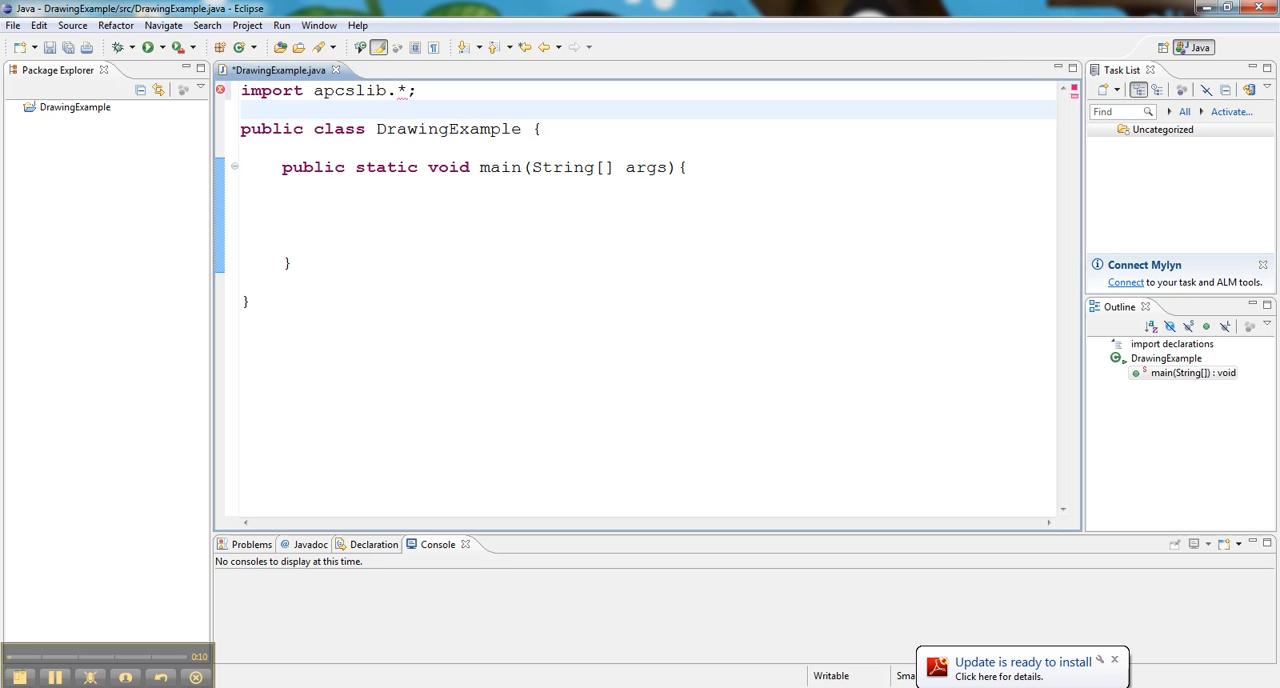 Java - DrawingExample/src/DrawingExample.java - Eclipse
File Edit Source Refactor Navigate Search Project Run Window Help
Java
Package Explorer
DrawingExample
*DrawingExample.java
import apcslib.*;
public class DrawingExample {
public static void main(String[] args){
}
}
Task List
Find All Activate...
Uncategorized
Connect Mylyn
Connect to your task and ALM tools.
Outline
import declarations
DrawingExample
main(String[]) : void
Problems Javadoc Declaration Console
No consoles to display at this time.
0:10
Writable
Sma
Update is ready to install
Click here for details.